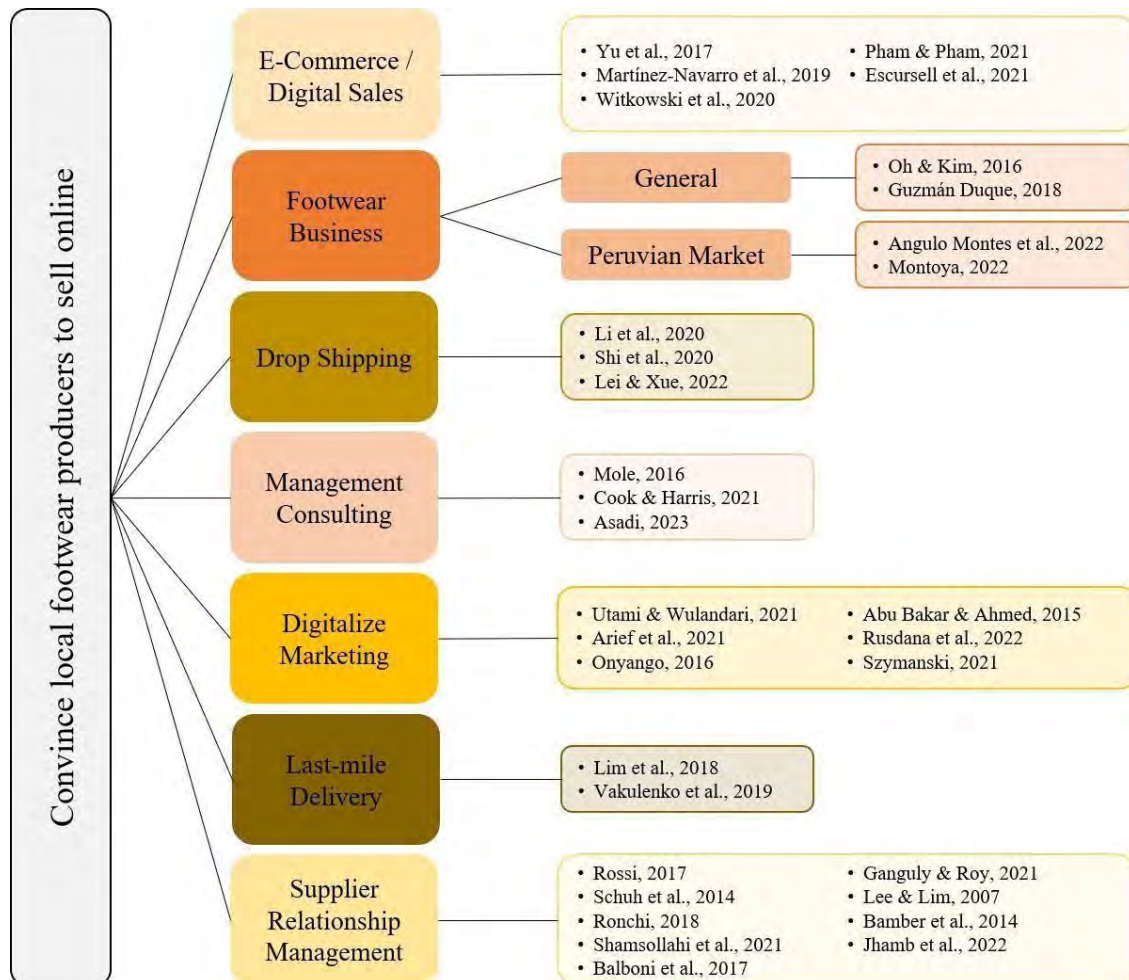 Convince local footwear producers to sell online
E-Commerce /
Digital Sales
• Yu et al., 2017
• Martínez-Navarro et al., 2019
• Witkowski et al., 2020
• Pham & Pham, 2021
• Escursell et al., 2021
Footwear
Business
General
• Oh & Kim, 2016
• Guzmán Duque, 2018
Peruvian Market
• Angulo Montes et al., 2022
• Montoya, 2022
Drop Shipping
• Li et al., 2020
• Shi et al., 2020
• Lei & Xue, 2022
Management
Consulting
• Mole, 2016
• Cook & Harris, 2021
• Asadi, 2023
Digitalize
Marketing
• Utami & Wulandari, 2021
• Arief et al., 2021
• Onyango, 2016
• Abu Bakar & Ahmed, 2015
• Rusdana et al., 2022
• Szymanski, 2021
Last-mile
Delivery
• Lim et al., 2018
• Vakulenko et al., 2019
Supplier
Relationship
Management
• Rossi, 2017
• Schuh et al., 2014
• Ronchi, 2018
• Shamsollahi et al., 2021
• Balboni et al., 2017
• Ganguly & Roy, 2021
• Lee & Lim, 2007
• Bamber et al., 2014
• Jhamb et al., 2022